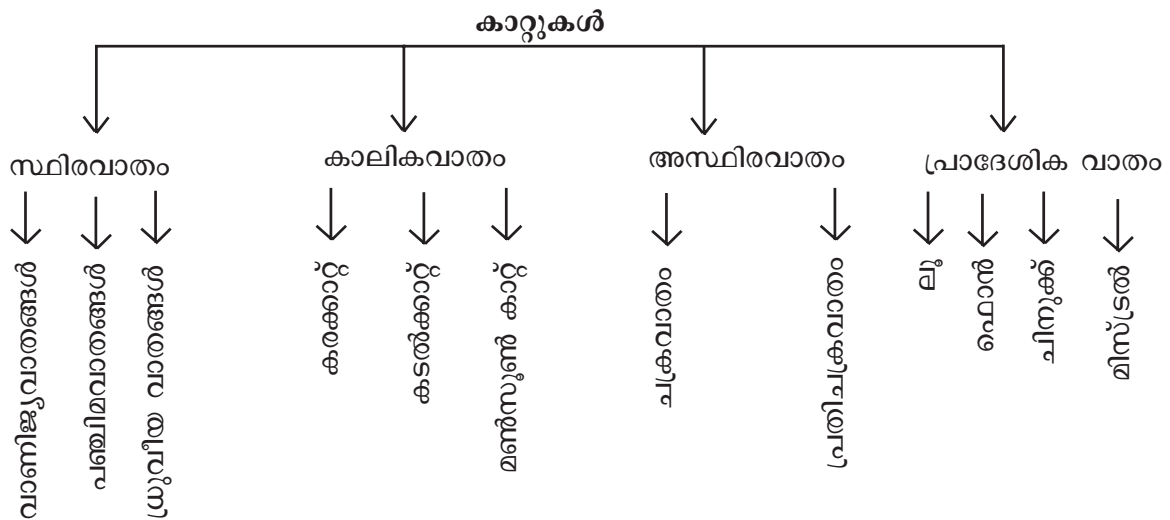 കാറ്റുകൾ
സ്ഥിരവാതം
കാലികവാതം
അസ്ഥിരവാതം
പ്രാദേശിക വാതം
വാണിജ്യവാതങ്ങൾ
പഞ്ചിമവാതങ്ങൾ
ധ്രുവീയ വാതങ്ങൾ
കരക്കാറ്റ്
കടൽക്കാറ്റ്
മൺസൂൺ കാറ്റ്
ചക്രവാതം
പ്രതിചക്രവാതം
ലൂ
ഫൊൻ
ചിനുക്ക്
മിസ്ട്രൽ